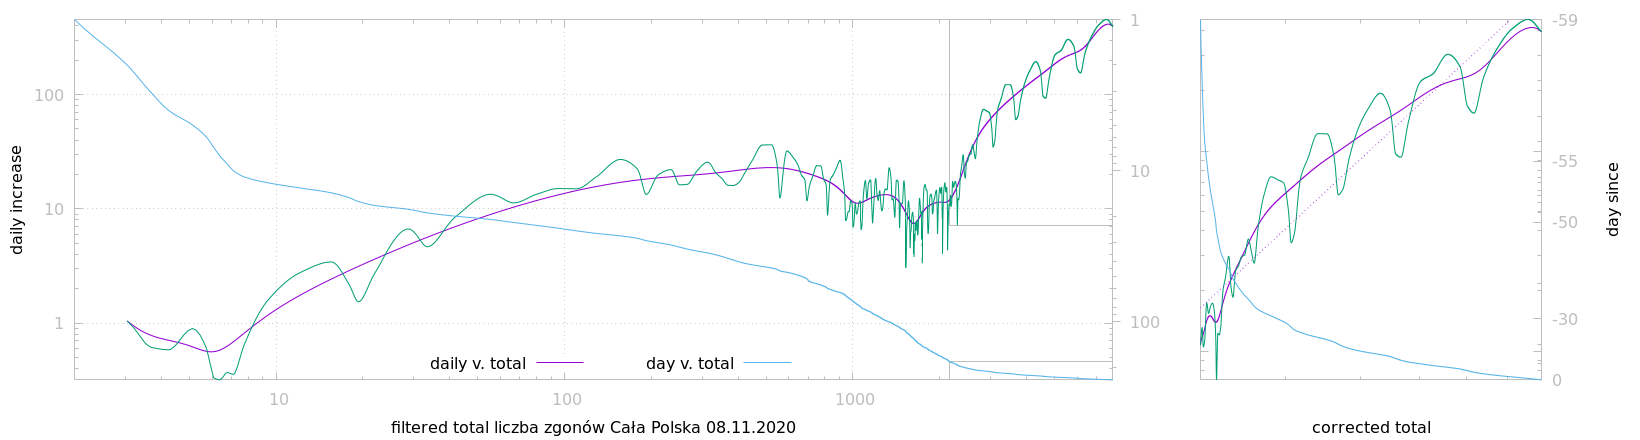 daily increase
100
10
1
10
100
1000
1
10
100
daily v. total
day v. total
filtered total liczba zgonów Cała Polska 08.11.2020
-59
-55
-50
-30
0
day since
corrected total